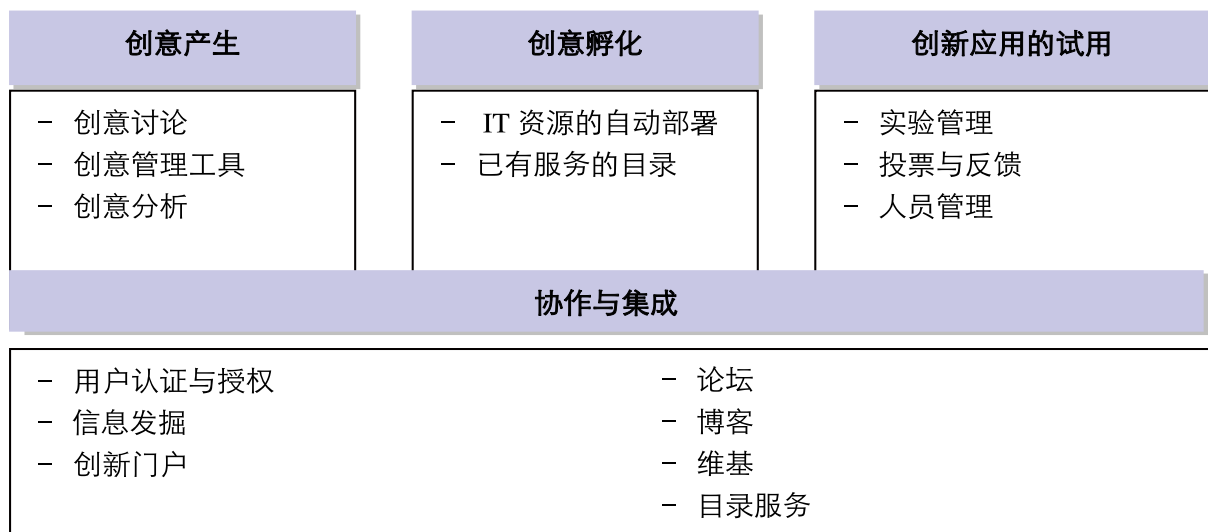 创意产生
– 创意讨论
– 创意管理工具
– 创意分析
创意孵化
– IT 资源的自动部署
– 已有服务的目录
创新应用的试用
– 实验管理
– 投票与反馈
– 人员管理
协作与集成
– 用户认证与授权
– 信息发掘
– 创新门户
– 论坛
– 博客
– 维基
– 目录服务